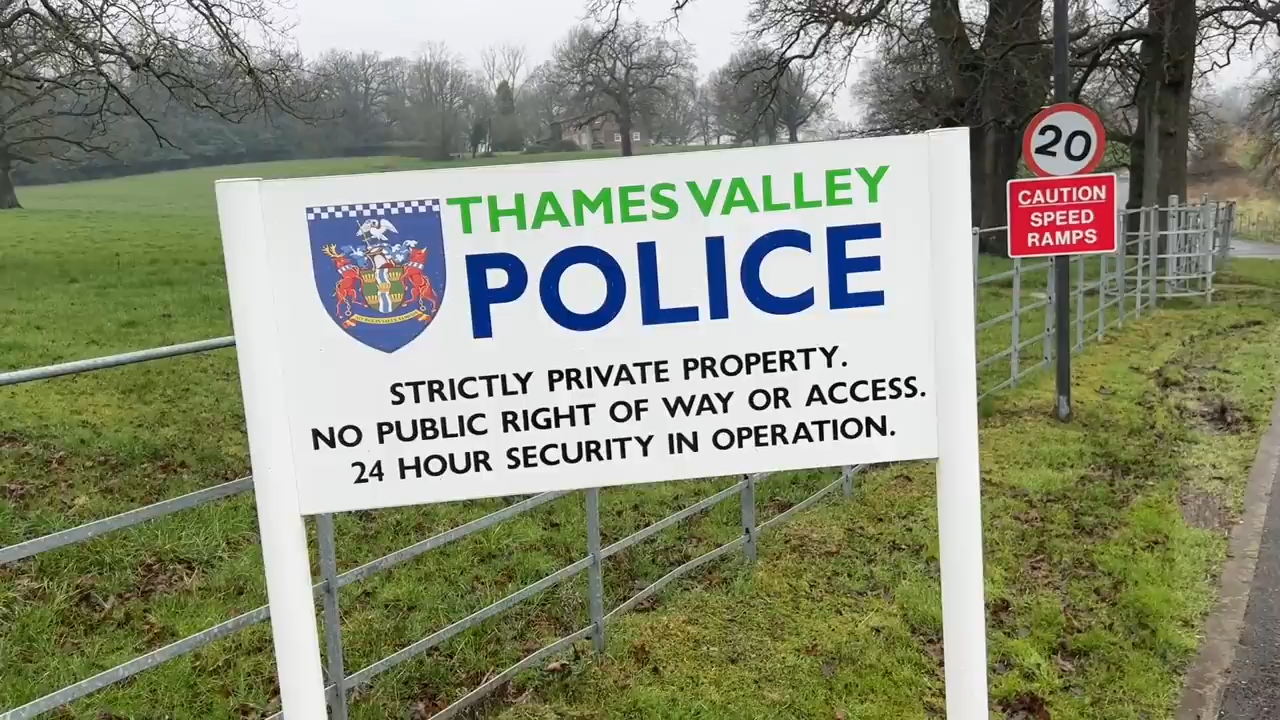 THAMES VALLEY
POLICE
STRICTLY PRIVATE PROPERTY.
NO PUBLIC RIGHT OF WAY OR ACCESS.
24 HOUR SECURITY IN OPERATION.
20
CAUTION
SPEED
RAMPS